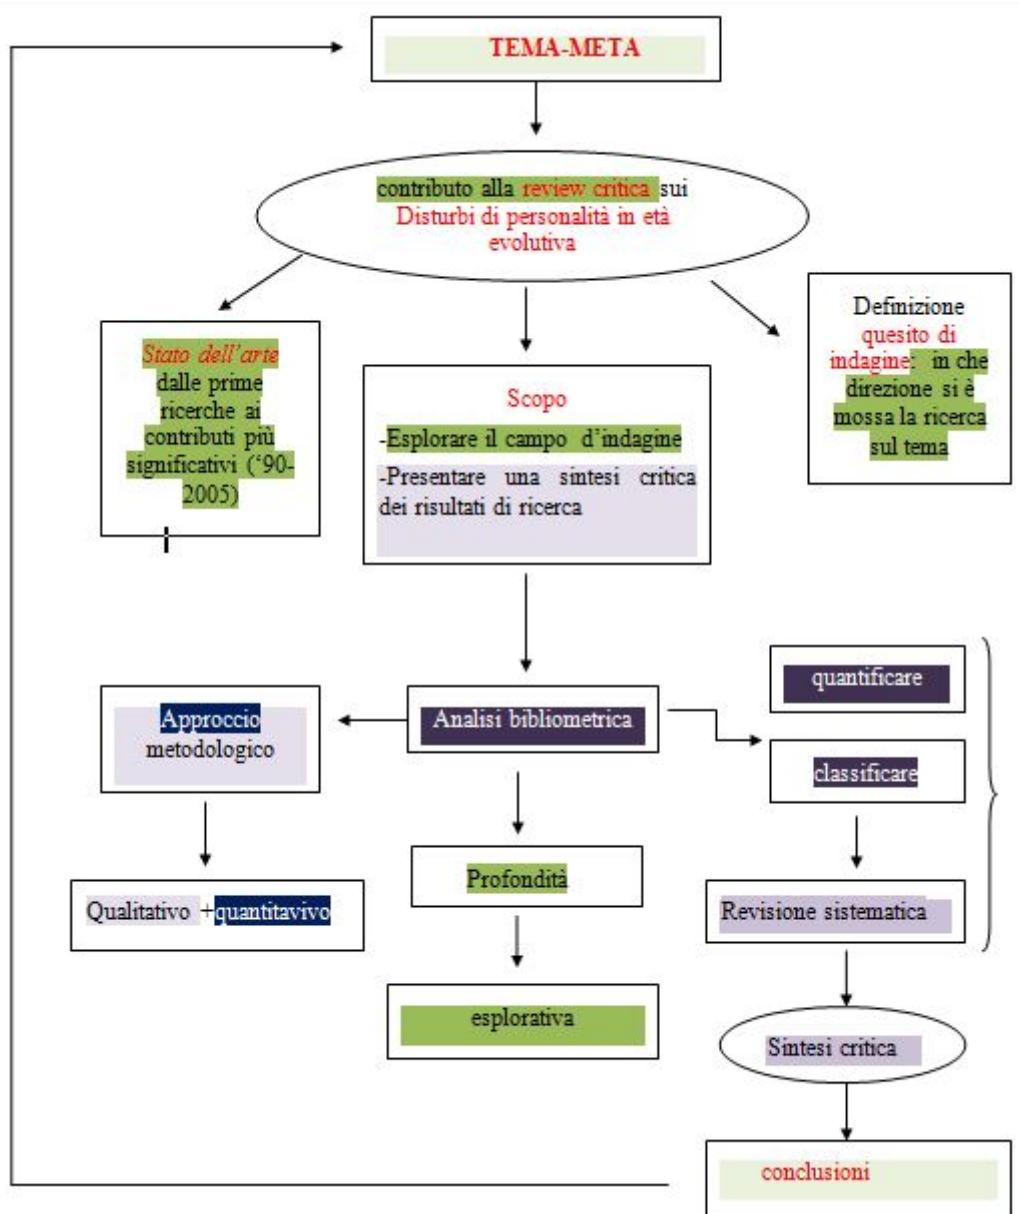 TEMA-META
contributo alla review critica sui
Disturbi di personalità in età
evolutiva
Stato dell'arte
dalle prime
ricerche ai
contributi più
significativi (‘90-
2005)
Scopo
-Esplorare il campo d’indagine
-Presentare una sintesi critica
dei risultati di ricerca
Definizione
quesito di
indagine: in che
direzione si è
mossa la ricerca
sul tema
Approccio
metodologico
Analisi bibliometrica
quantificare
classificare
Qualitativo +quantitavivo
Profondità
Revisione sistematica
esplorativa
Sintesi critica
conclusioni